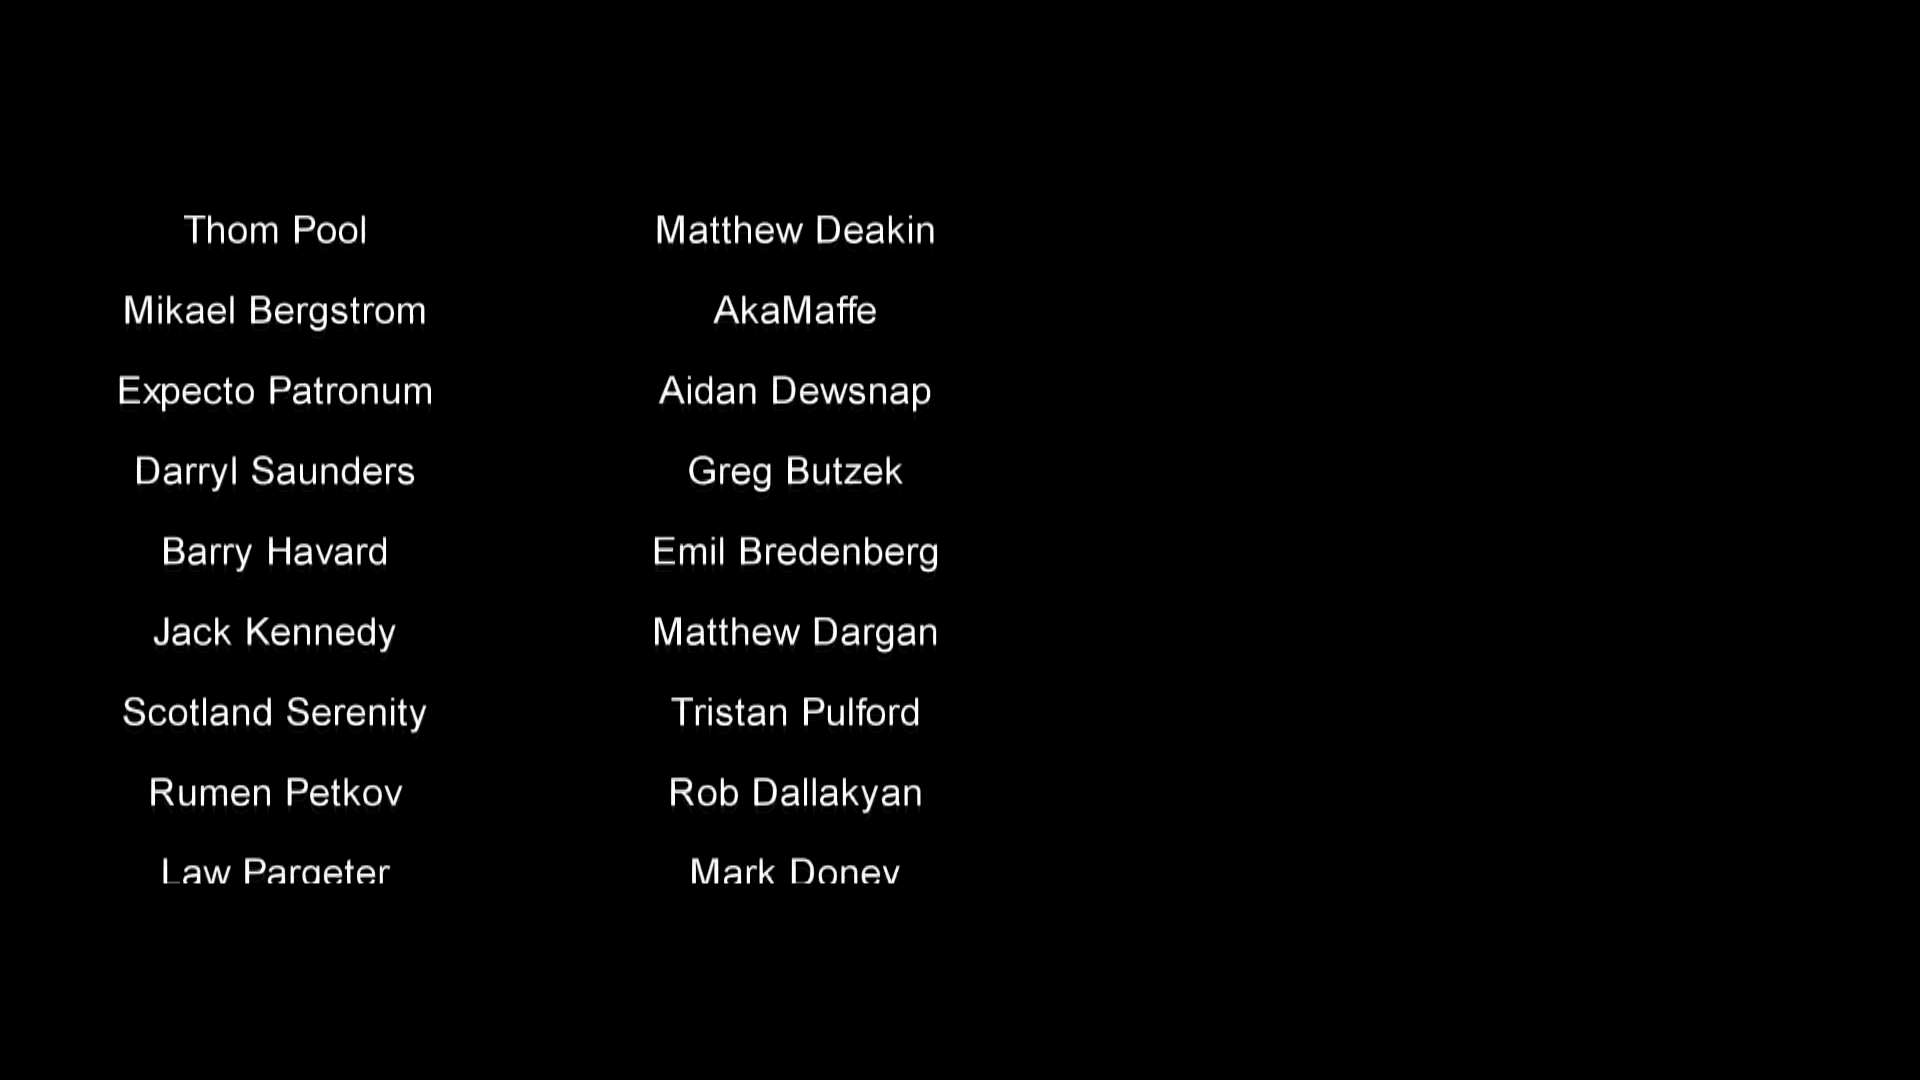 Thom Pool
Mikael Bergstrom
Expecto Patronum
Darryl Saunders
Barry Havard
Jack Kennedy
Scotland Serenity
Rumen Petkov
Law Pargeter
Matthew Deakin
AkaMaffe
Aidan Dewsnap
Greg Butzek
Emil Bredenberg
Matthew Dargan
Tristan Pulford
Rob Dallakyan
Mark